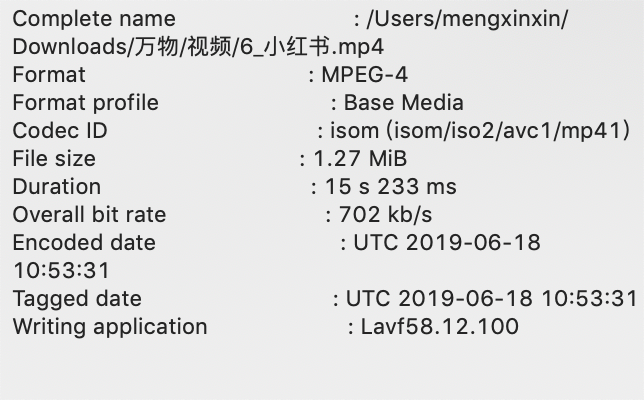 Complete name : /Users/mengxinxin/
Downloads/万物/视频/6_小红书.mp4
Format : MPEG-4
Format profile : Base Media
Codec ID : isom (isom/iso2/avc1/mp41)
File size : 1.27 MiB
Duration : 15 s 233 ms
Overall bit rate : 702 kb/s
Encoded date : UTC 2019-06-18
10:53:31
Tagged date : UTC 2019-06-18 10:53:31
Writing application : Lavf58.12.100